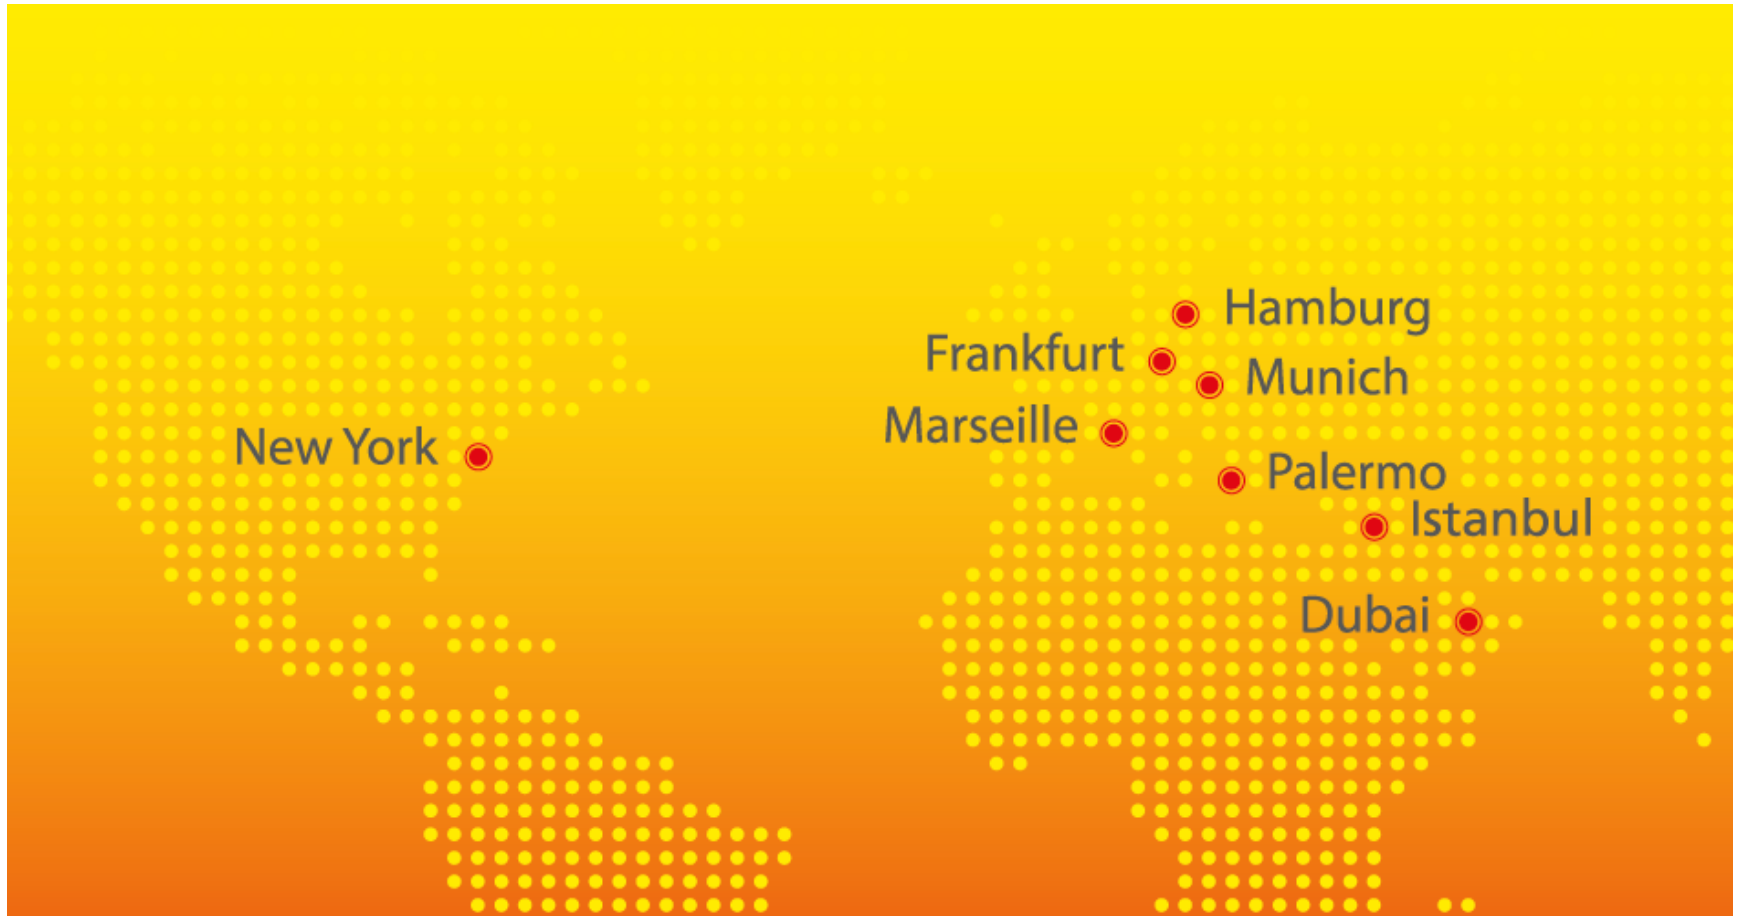 Hamburg
Frankfurt
Munich
Marseille
New York
Palermo
Istanbul
Dubai